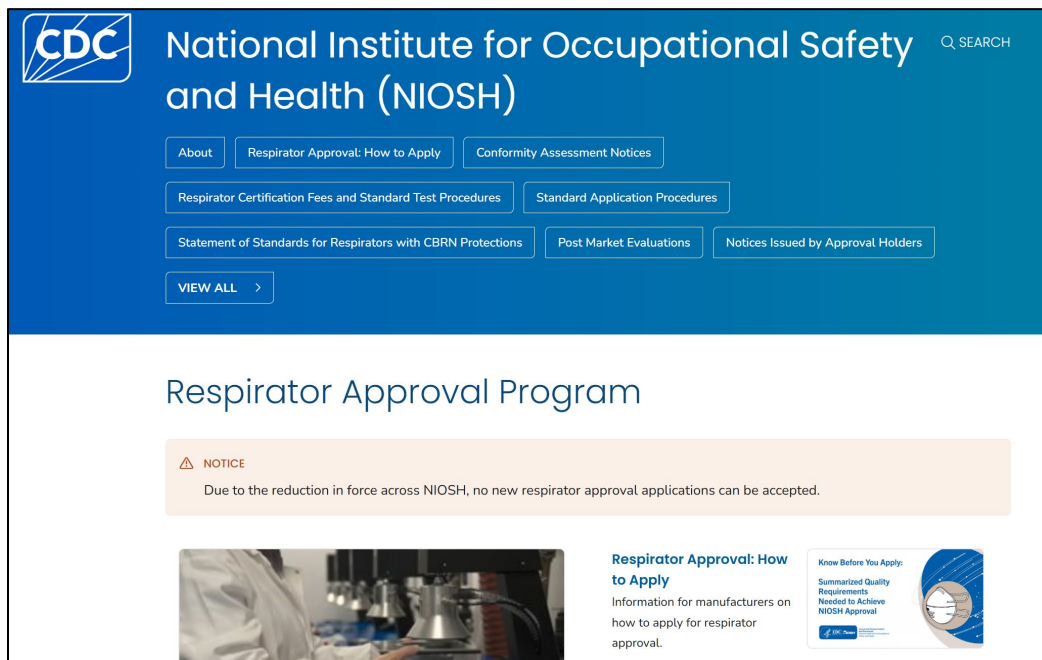 CDC
National Institute for Occupational Safety
and Health (NIOSH)
SEARCH
About
Respirator Approval: How to Apply
Conformity Assessment Notices
Respirator Certification Fees and Standard Test Procedures
Standard Application Procedures
Statement of Standards for Respirators with CBRN Protections
Post Market Evaluations
Notices Issued by Approval Holders
VIEW ALL
Respirator Approval Program
NOTICE
Due to the reduction in force across NIOSH, no new respirator approval applications can be accepted.
Respirator Approval: How
to Apply
Information for manufacturers on
how to apply for respirator
approval.
Know Before You Apply:
Summarized Quality
Requirements
Needed to Achieve
NIOSH Approval